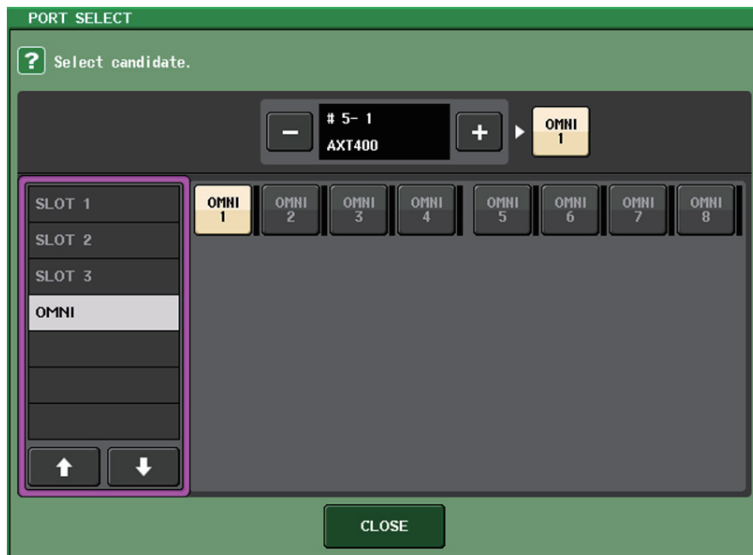 PORT SELECT
? Select candidate.
− # 5- 1 + OMNI
AXT400 1
SLOT 1
SLOT 2
SLOT 3
OMNI
OMNI OMNI OMNI OMNI OMNI OMNI OMNI OMNI
1 2 3 4 5 6 7 8
CLOSE